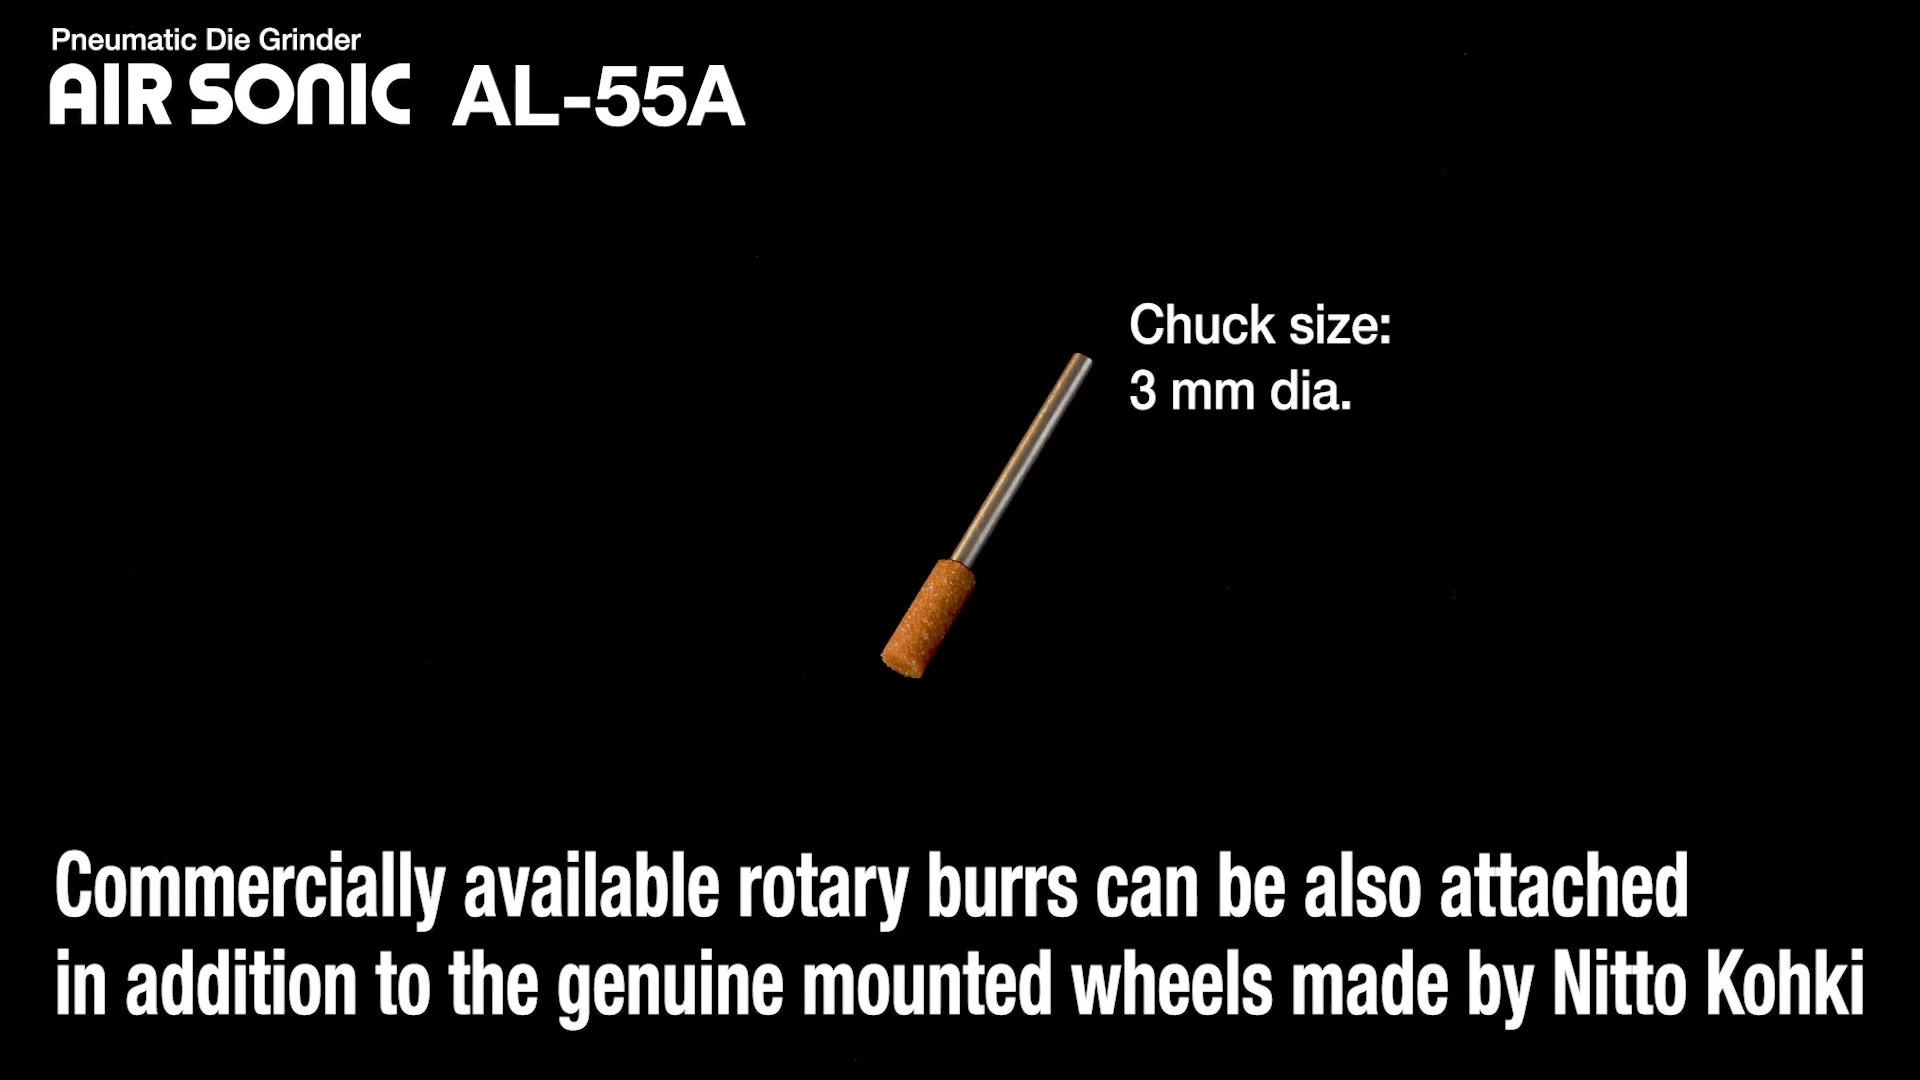 Pneumatic Die Grinder
AIR SONIC AL-55A
Chuck size:
3 mm dia.
Commercially available rotary burrs can be also attached
in addition to the genuine mounted wheels made by Nitto Kohki